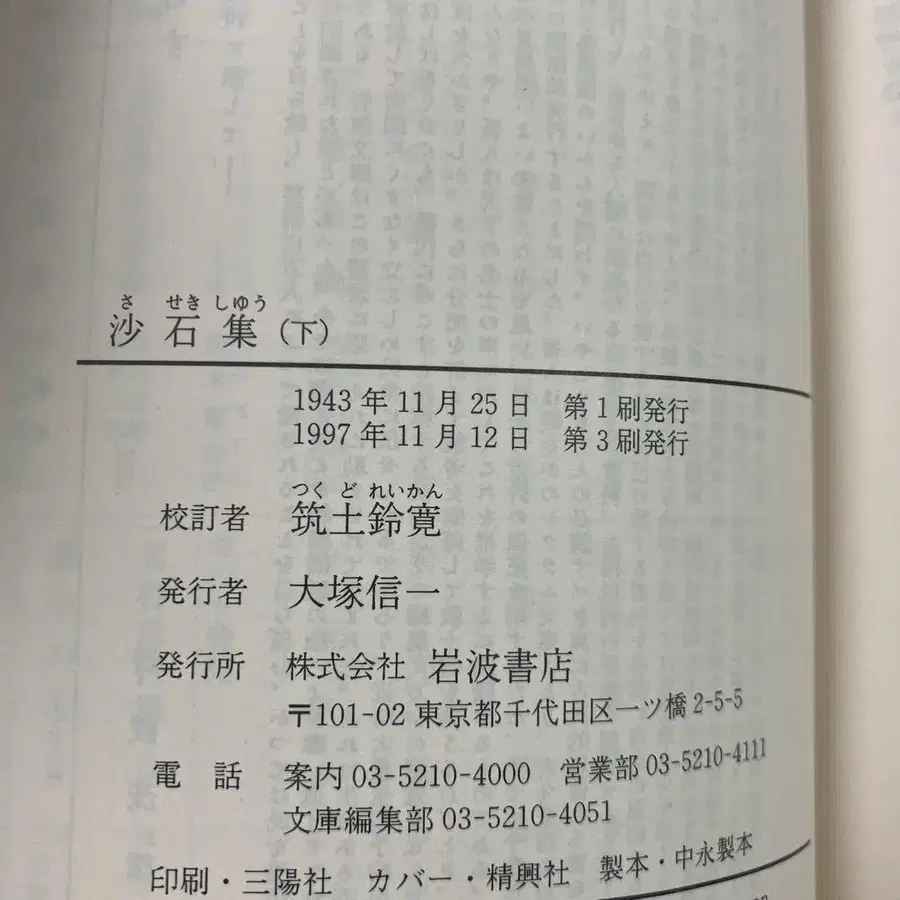 さ せき しゆう
沙石集(下)
1943年11月25日 第1刷発行
1997年11月12日 第3刷発行
つく ど れいかん
校訂者 筑土鈴寛
発行者 大塚信一
発行所 株式会社 岩波書店
〒101-02 東京都千代田区一ツ橋2-5-5
電話 案内 03-5210-4000 営業部 03-5210-4111
文庫編集部 03-5210-4051
印刷・三陽社 カバー・精興社 製本・中永製本